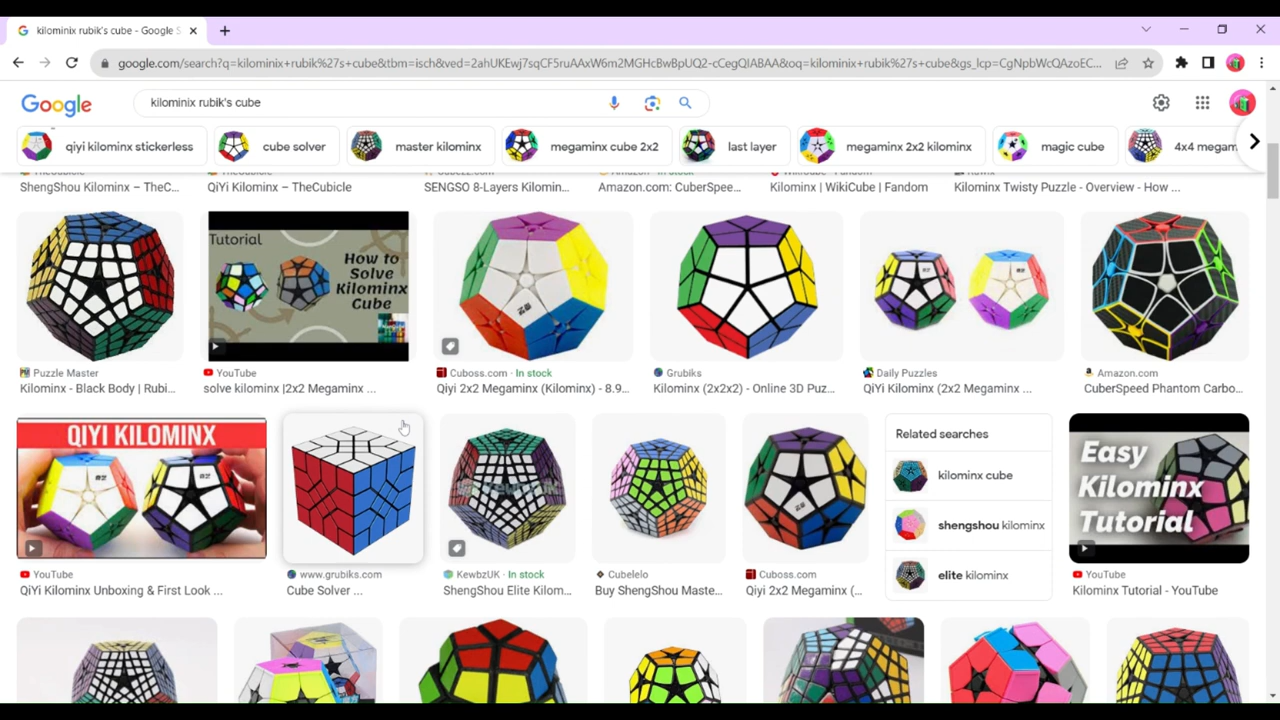 kilominix rubik's cube - Google S
google.com/search?q=kilominix+rubik%27s+cube&tbm=isch&ved=2ahUKEwj7sqCF5ruAAxW6m2MGHcBwBpUQ2-cCegQIABAA&oq=kilominix+rubik%27s+cube&gs_lcp=CgNpbWcQAzoEC...
Google
kilominix rubik's cube
qiyi kilominx stickerless
cube solver
master kilominx
megaminx cube 2x2
last layer
megaminx 2x2 kilominx
magic cube
4x4 megam
ShengShou Kilominx – TheC...
QiYi Kilominx – TheCubicle
SENGSO 8-Layers Kilomin...
Amazon.com: CuberSpee...
Kilominx | WikiCube | Fandom
Kilominx Twisty Puzzle - Overview - How ...
Tutorial
How to
Solve
Kilominx
Cube
Puzzle Master
Kilominx - Black Body | Rubi...
YouTube
solve kilominx |2x2 Megaminx ...
Cuboss.com · In stock
Qiyi 2x2 Megaminx (Kilominx) - 8.9...
Grubiks
Kilominx (2x2x2) - Online 3D Puz...
Daily Puzzles
QiYi Kilominx (2x2 Megaminx ...
Amazon.com
CuberSpeed Phantom Carbo...
QIYI KILOMINX
YouTube
QiYi Kilominx Unboxing & First Look ...
www.grubiks.com
Cube Solver ...
KewbzUK · In stock
ShengShou Elite Kilom...
Cubelelo
Buy ShengShou Maste...
Cuboss.com
Qiyi 2x2 Megaminx (...
Related searches
kilominx cube
shengshou kilominx
elite kilominx
Easy
Kilominx
Tutorial
YouTube
Kilominx Tutorial - YouTube